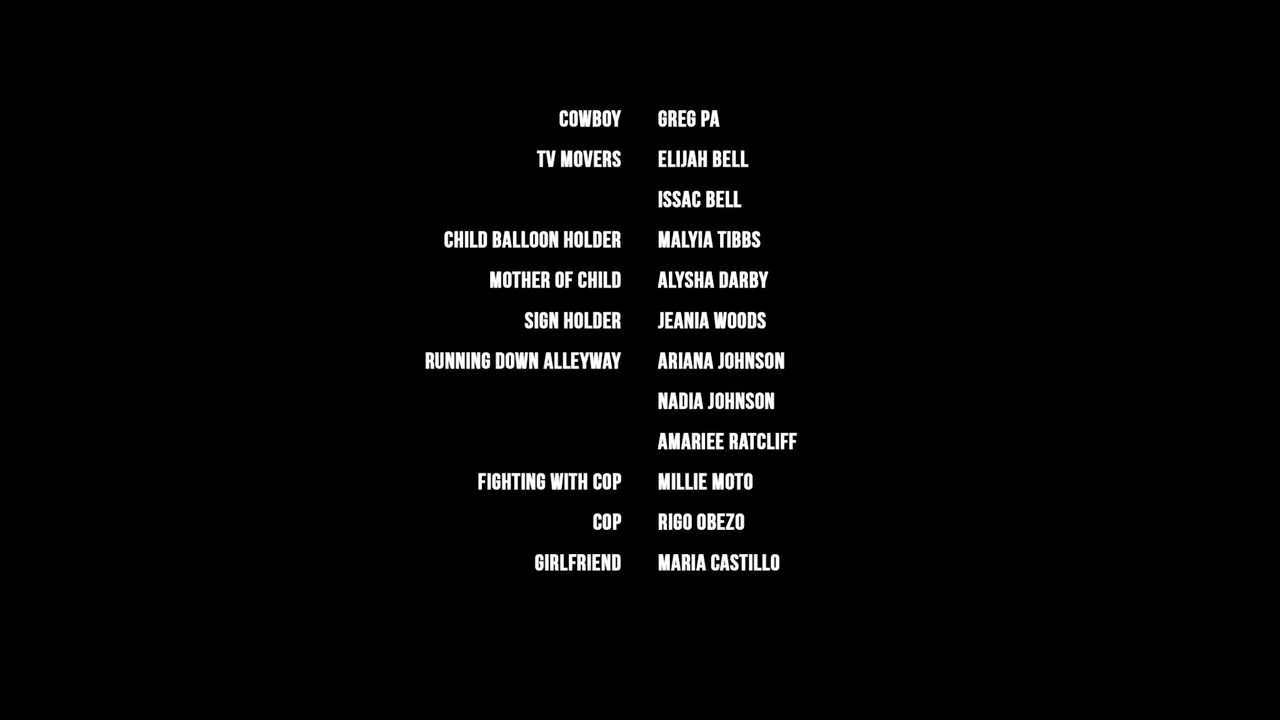 COWBOY GREG PA
TV MOVERS ELIJAH BELL
ISSAC BELL
CHILD BALLOON HOLDER MALYIA TIBBS
MOTHER OF CHILD ALYSHA DARBY
SIGN HOLDER JEANIA WOODS
RUNNING DOWN ALLEYWAY ARIANA JOHNSON
NADIA JOHNSON
AMARIEE RATCLIFF
FIGHTING WITH COP MILLIE MOTO
COP RIGO OBEZO
GIRLFRIEND MARIA CASTILLO